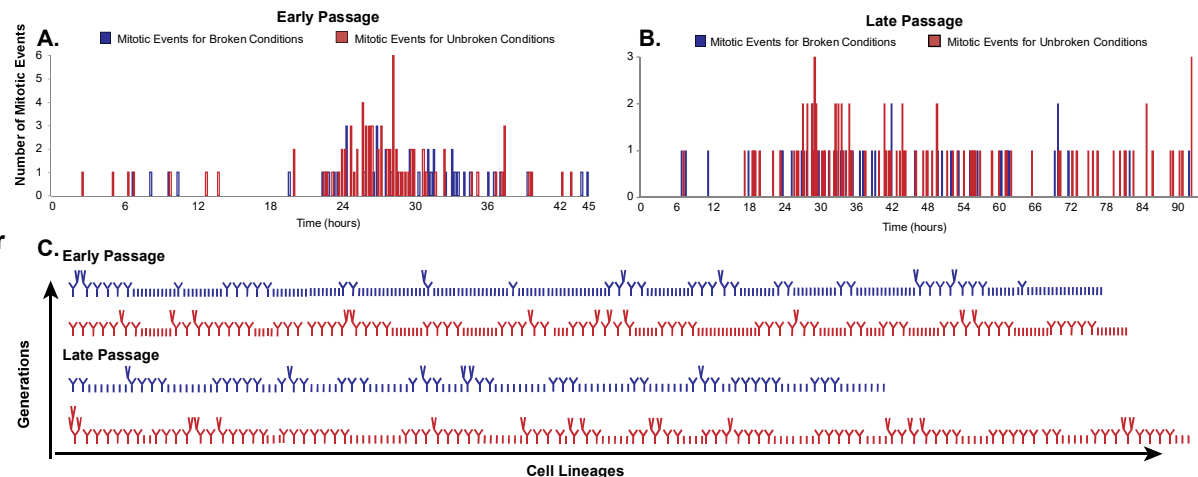 Early Passage
A.
Mitotic Events for Broken Conditions
Mitotic Events for Unbroken Conditions
Number of Mitotic Events
6
5
4
3
2
1
0
0 6 12 18 24 30 36 42 45
Time (hours)
Late Passage
B.
Mitotic Events for Broken Conditions
Mitotic Events for Unbroken Conditions
3
2
1
0
0 6 12 18 24 30 36 42 48 54 60 66 72 78 84 90
Time (hours)
r
C.
Early Passage
Late Passage
Generations
Cell Lineages